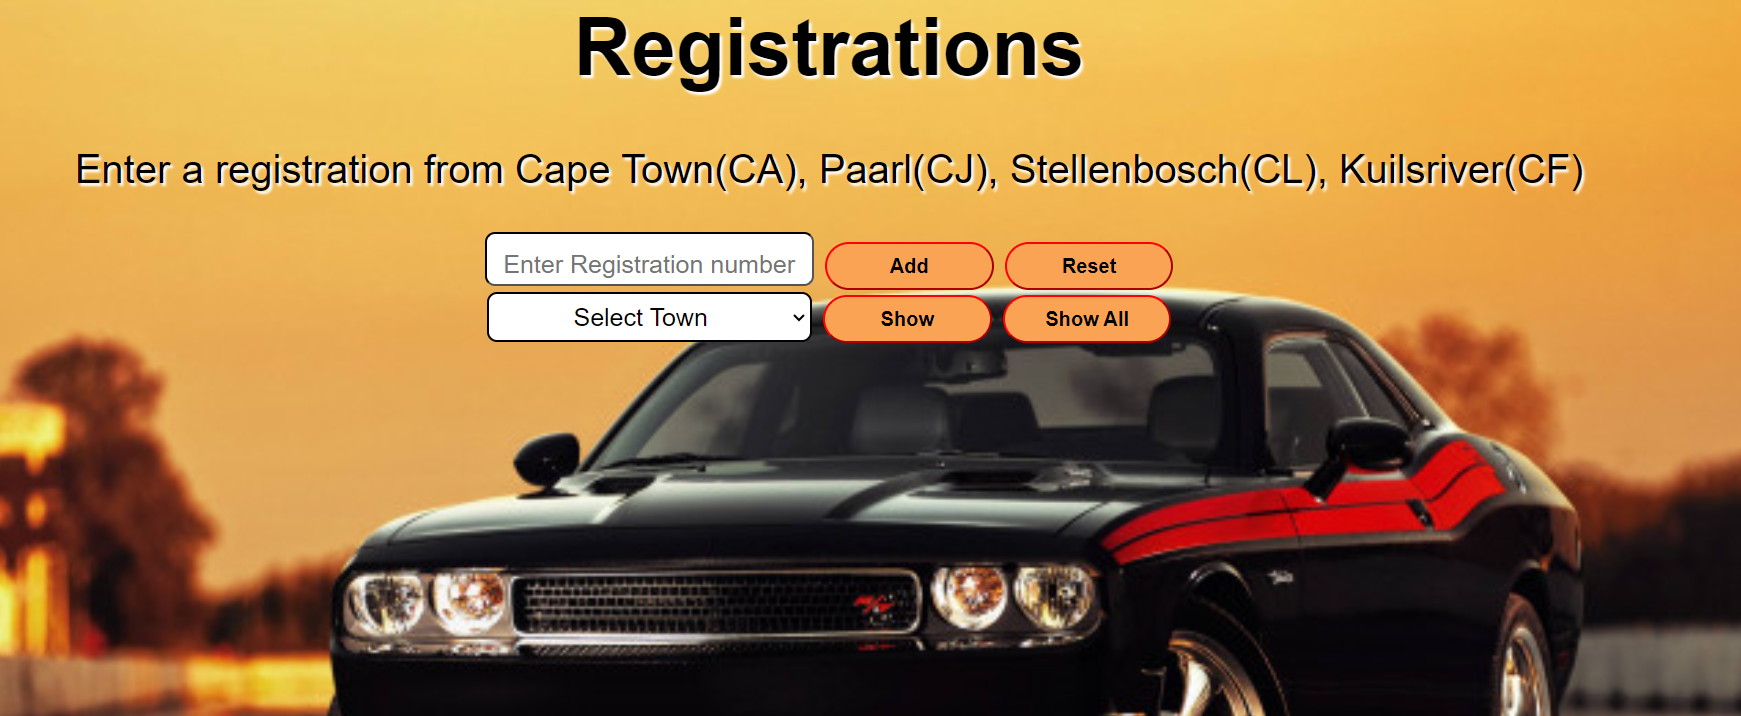 Registrations
Enter a registration from Cape Town(CA), Paarl(CJ), Stellenbosch(CL), Kuilsriver(CF)
Enter Registration number Add Reset
Select Town Show Show All